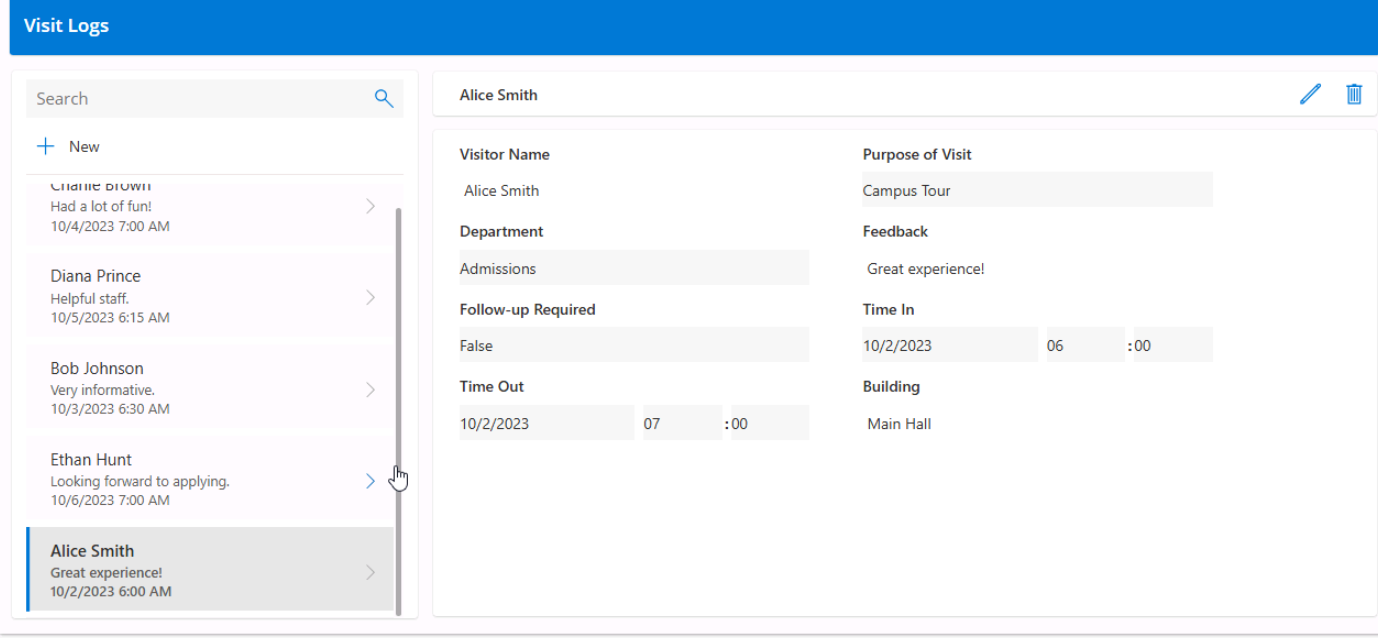 Visit Logs
Search
New
Charlie Brown
Had a lot of fun!
10/4/2023 7:00 AM
Diana Prince
Helpful staff.
10/5/2023 6:15 AM
Bob Johnson
Very informative.
10/3/2023 6:30 AM
Ethan Hunt
Looking forward to applying.
10/6/2023 7:00 AM
Alice Smith
Great experience!
10/2/2023 6:00 AM
Alice Smith
Visitor Name
Alice Smith
Purpose of Visit
Campus Tour
Department
Admissions
Feedback
Great experience!
Follow-up Required
False
Time In
10/2/2023 06 : 00
Time Out
10/2/2023 07 : 00
Building
Main Hall